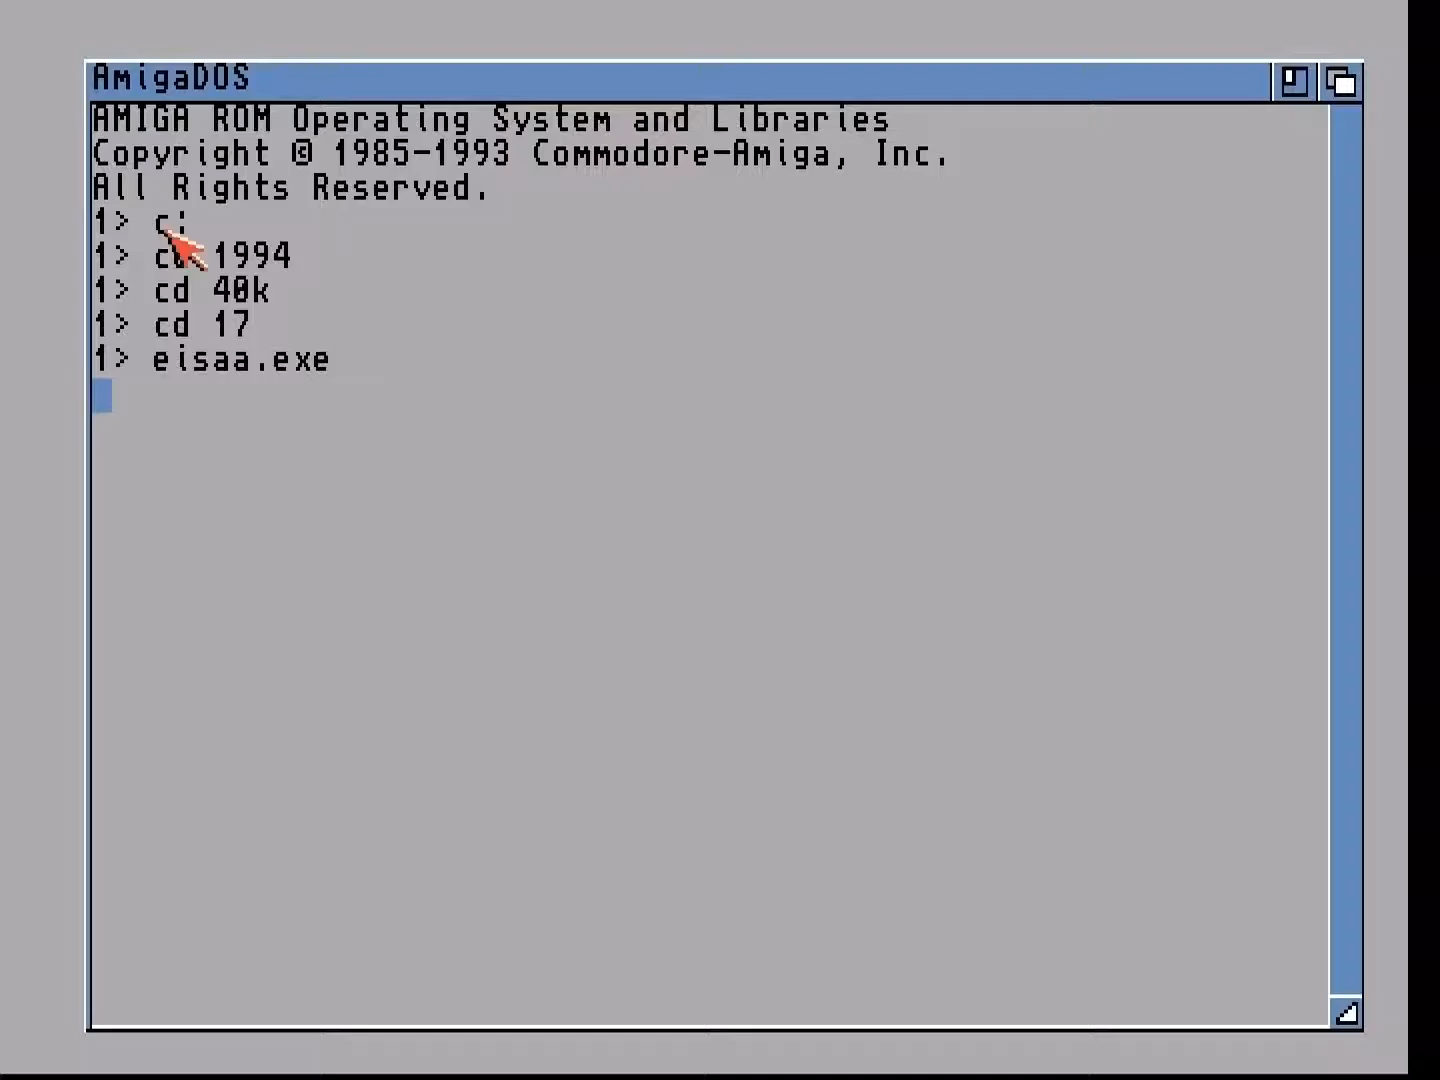 AmigaDOS
AMIGA ROM Operating System and Libraries
Copyright © 1985-1993 Commodore-Amiga, Inc.
All Rights Reserved.
1> c:
1> cd 1994
1> cd 40k
1> cd 17
1> eisaa.exe